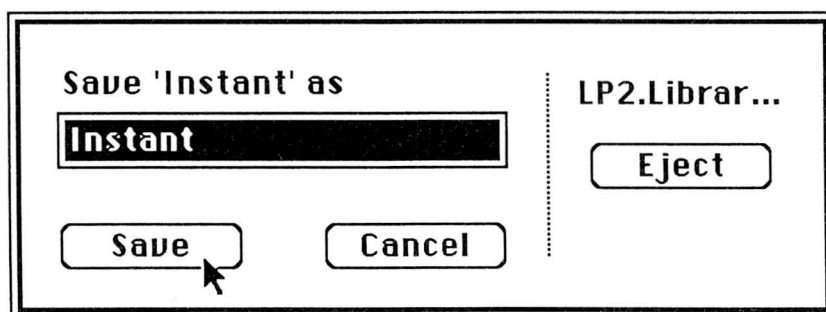 Save 'Instant' as
Instant
Save
Cancel
LP2.Librar...
Eject